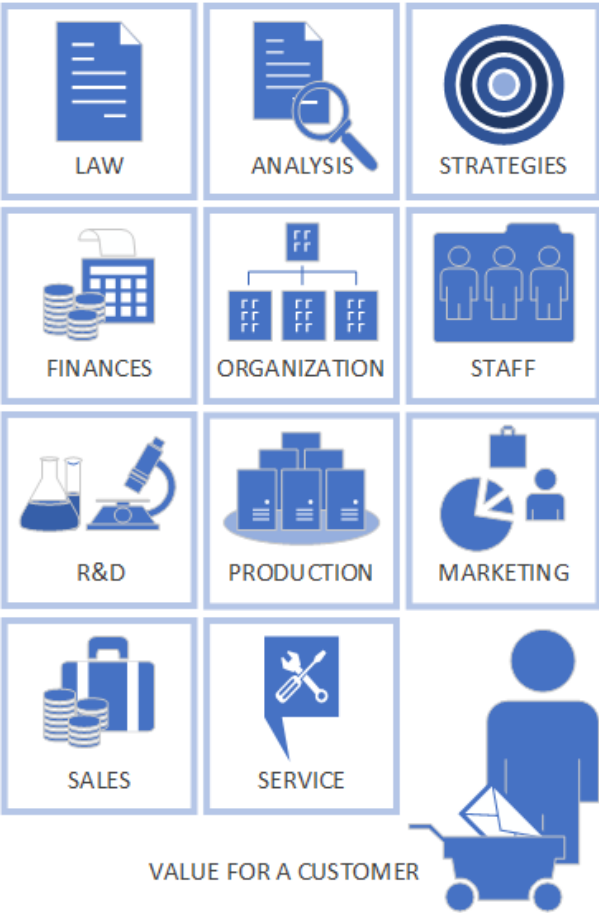 LAW
ANALYSIS
STRATEGIES
FINANCES
ORGANIZATION
STAFF
R&D
PRODUCTION
MARKETING
SALES
SERVICE
VALUE FOR A CUSTOMER